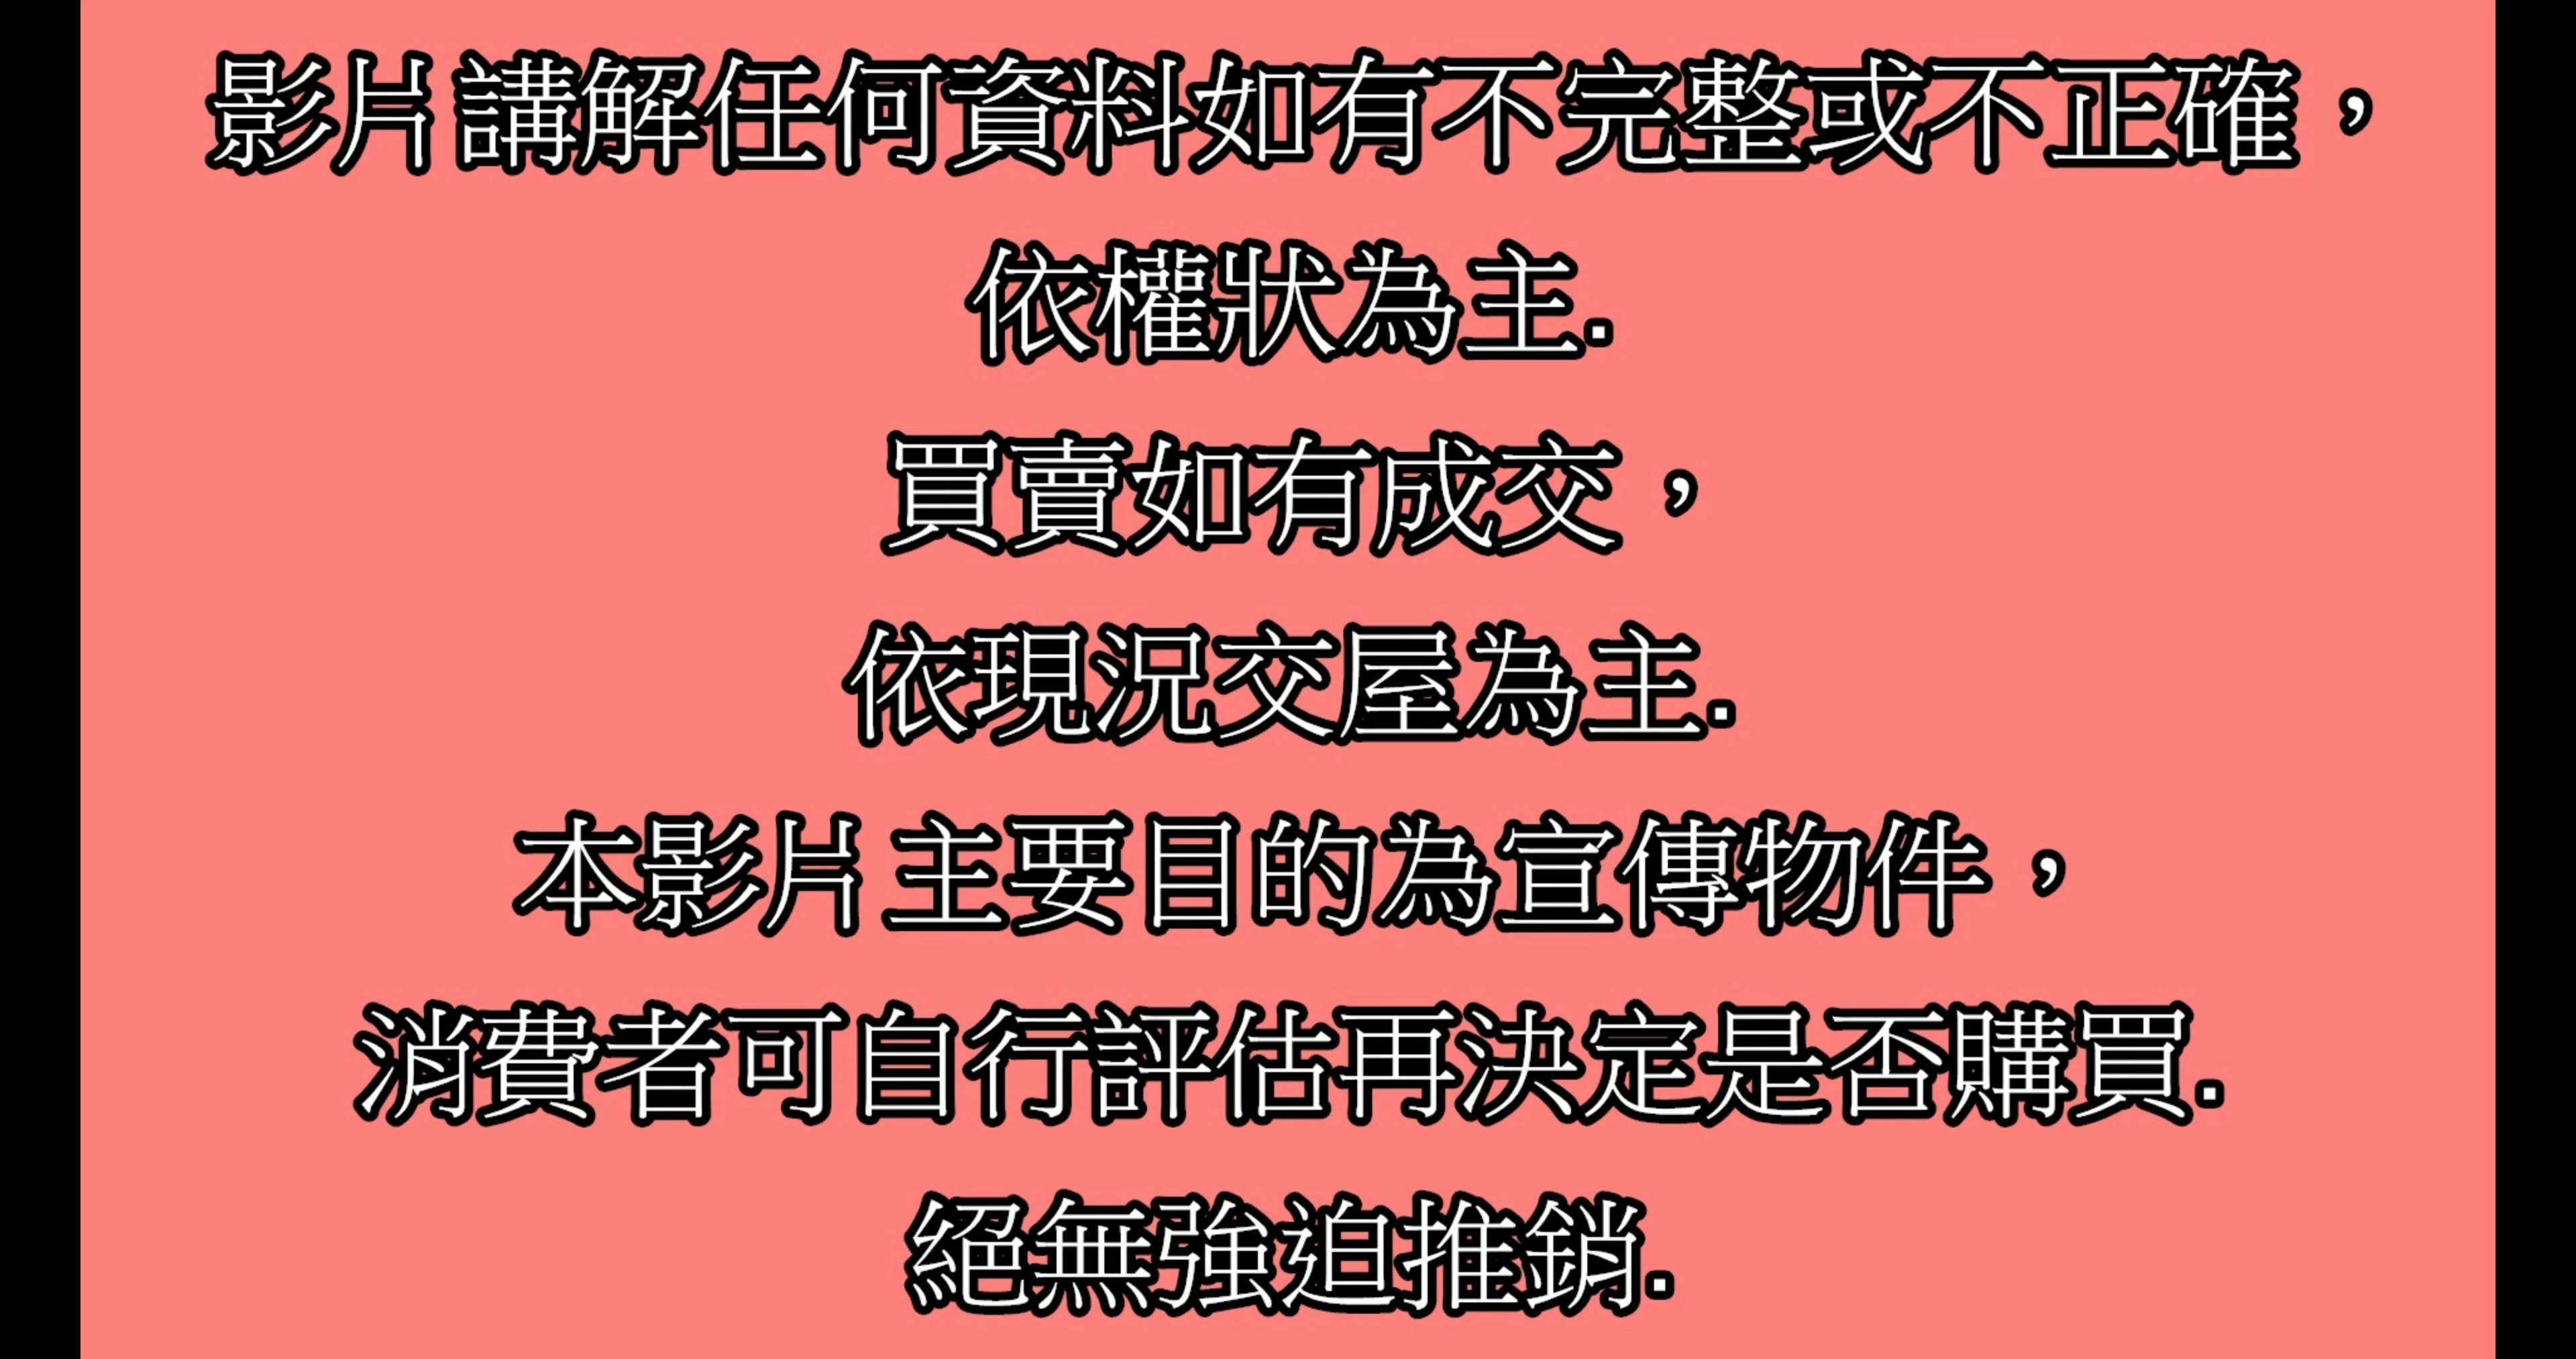 影片講解任何資料如有不完整或不正確，
依權狀為主.
買賣如有成交，
依現況交屋為主.
本影片主要目的為宣傳物件，
消費者可自行評估再決定是否購買.
絕無強迫推銷.